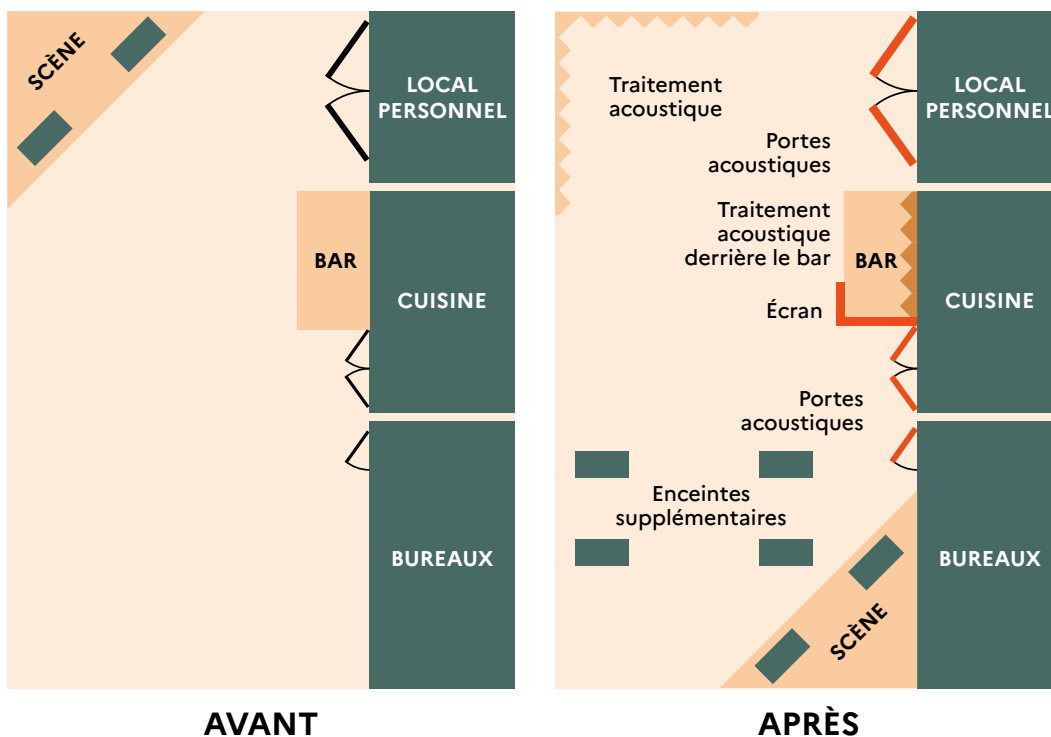 SCÈNE
LOCAL
PERSONNEL
BAR
CUISINE
BUREAUX
AVANT
Traitement
acoustique
LOCAL
PERSONNEL
Portes
acoustiques
Traitement
acoustique
derrière le bar
BAR
Écran
CUISINE
Portes
acoustiques
Enceintes
supplémentaires
BUREAUX
SCÈNE
APRÈS